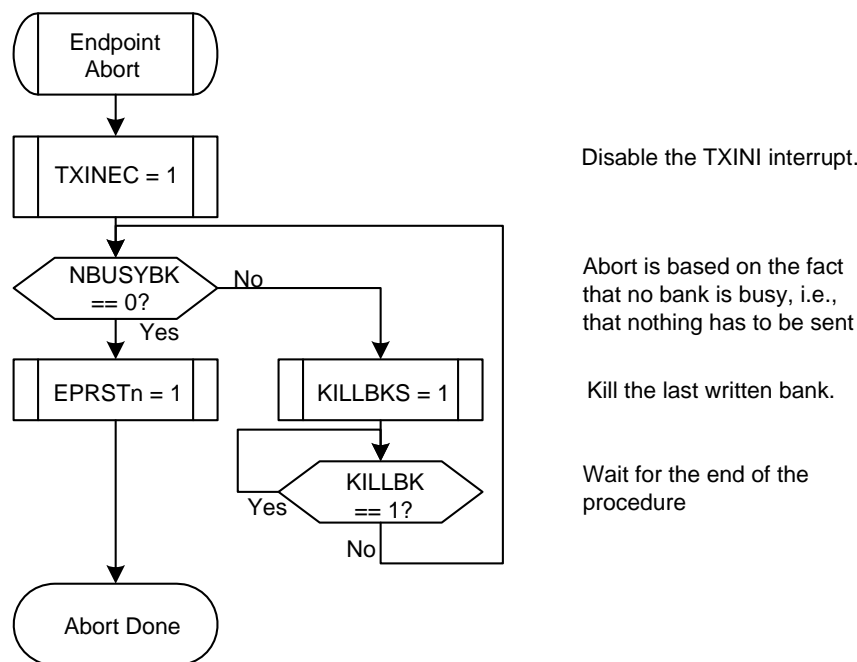 Endpoint
Abort
TXINEC = 1
Disable the TXINI interrupt.
NBUSYBK
== 0?
No
Yes
Abort is based on the fact
that no bank is busy, i.e.,
that nothing has to be sent
EPRSTn = 1
KILLBKS = 1
Kill the last written bank.
KILLBK
== 1?
Yes
No
Wait for the end of the
procedure
Abort Done